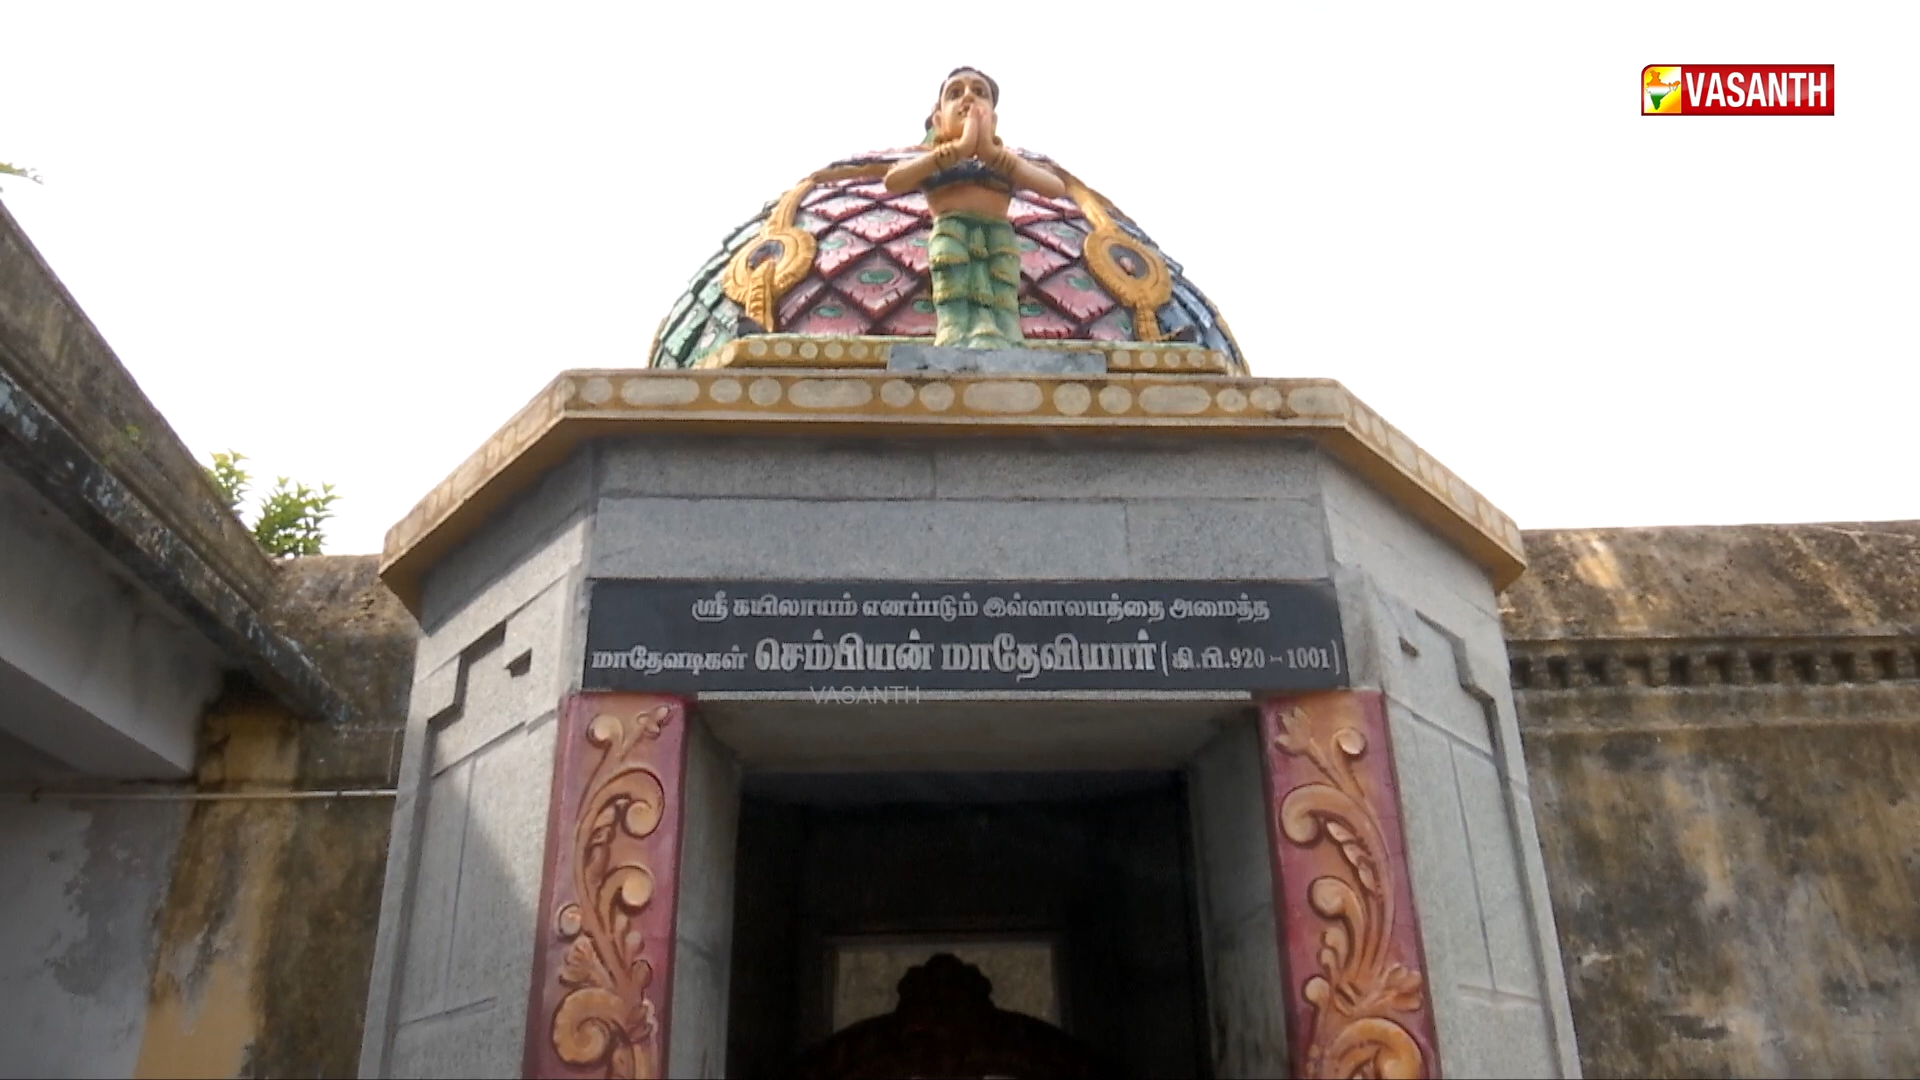 VASANTH
ஸ்ரீ கயிலாயம் எனப்படும் இவ்வாலயத்தை அமைத்த
மாதேவடிகள் செம்பியன் மாதேவியார் (கி.பி.920 - 1001)
VASANTH